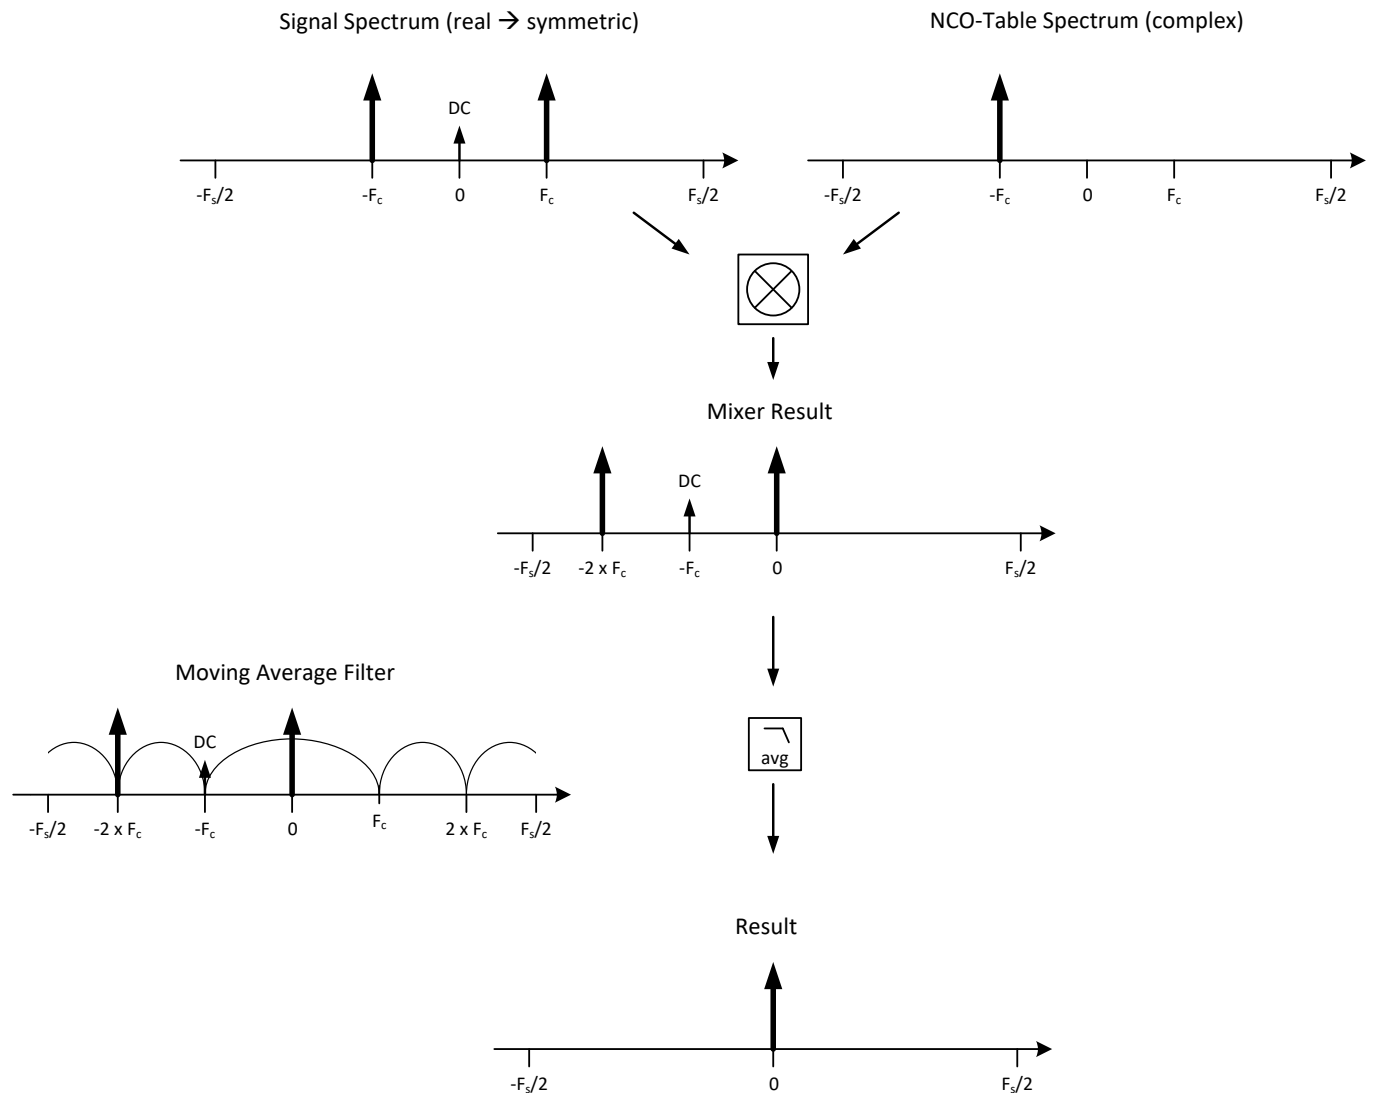 Signal Spectrum (real → symmetric)
NCO-Table Spectrum (complex)
DC
-Fs/2 -Fc 0 Fc Fs/2
-Fs/2 -Fc 0 Fc Fs/2
Mixer Result
DC
-Fs/2 -2 x Fc -Fc 0 Fs/2
Moving Average Filter
DC
-Fs/2 -2 x Fc -Fc 0 Fc 2 x Fc Fs/2
avg
Result
-Fs/2 0 Fs/2